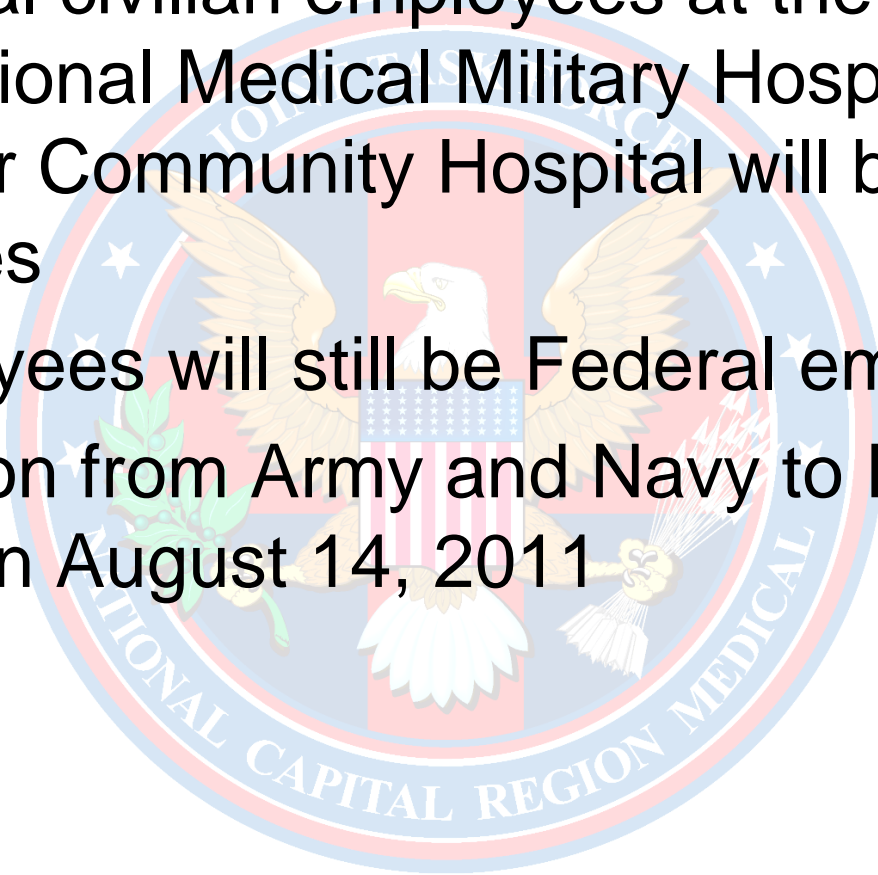 al civilian employees at the
ional Medical Military Hosp
r Community Hospital will b
es
yees will still be Federal em
on from Army and Navy to
n August 14, 2011
JOINT TASK FORCE
NATIONAL CAPITAL REGION MEDICAL